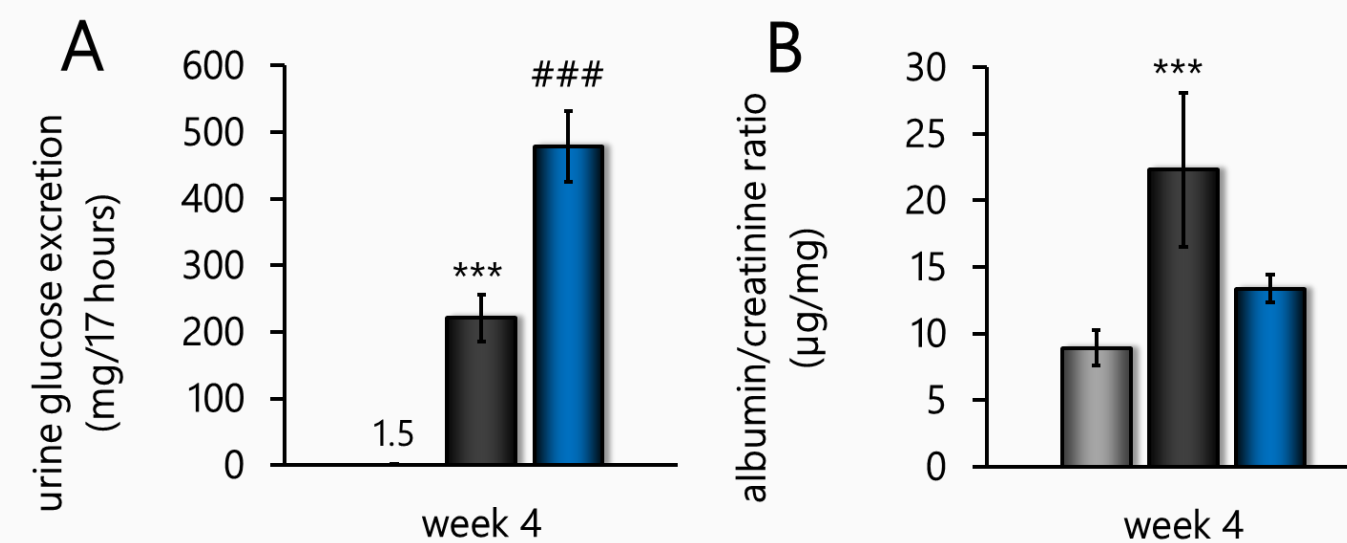 A
urine glucose excretion
(mg/17 hours)
600
500
400
300
200
100
0
1.5
***
###
week 4
B
albumin/creatinine ratio
(µg/mg)
30
25
20
15
10
5
0
***
week 4